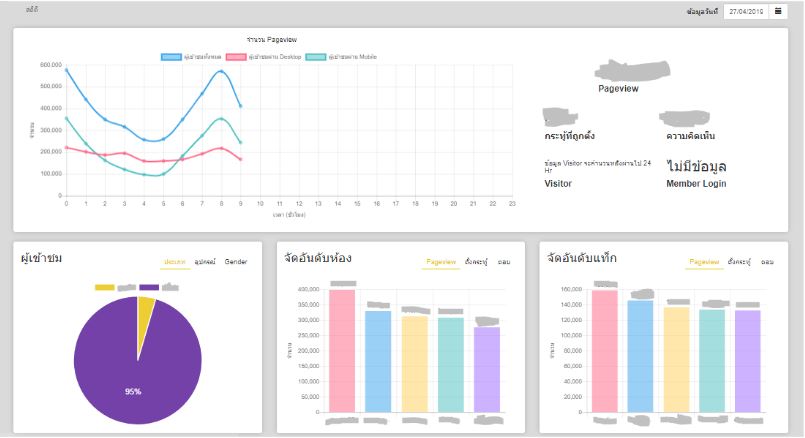 สถิติ
ข้อมูลวันที่ 27/04/2019
จำนวน Pageview
ผู้เข้าชมทั้งหมด ผู้เข้าชมผ่าน Desktop ผู้เข้าชมผ่าน Mobile
600,000
500,000
400,000
300,000
200,000
100,000
0
จำนวน
0 1 2 3 4 5 6 7 8 9 10 11 12 13 14 15 16 17 18 19 20 21 22 23
เวลา (ชั่วโมง)
Pageview
กระทู้ที่ถูกตั้ง ความคิดเห็น
ข้อมูล Visitor จะคำนวนหลังผ่านไป 24
Hr
Visitor
ไม่มีข้อมูล
Member Login
ผู้เข้าชม
ประเภท อุปกรณ์ Gender
95%
จัดอันดับห้อง
Pageview ตั้งกระทู้ ตอบ
400,000
350,000
300,000
250,000
200,000
150,000
100,000
50,000
0
จำนวน
จัดอันดับแท็ก
Pageview ตั้งกระทู้ ตอบ
160,000
140,000
120,000
100,000
80,000
60,000
40,000
20,000
0
จำนวน